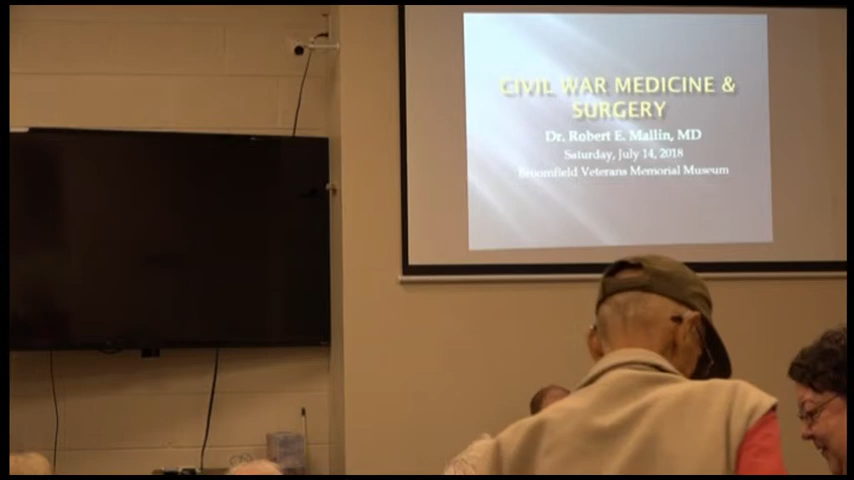 CIVIL WAR MEDICINE &
SURGERY
Dr. Robert E. Mallin, MD
Saturday, July 14, 2018
Broomfield Veterans Memorial Museum